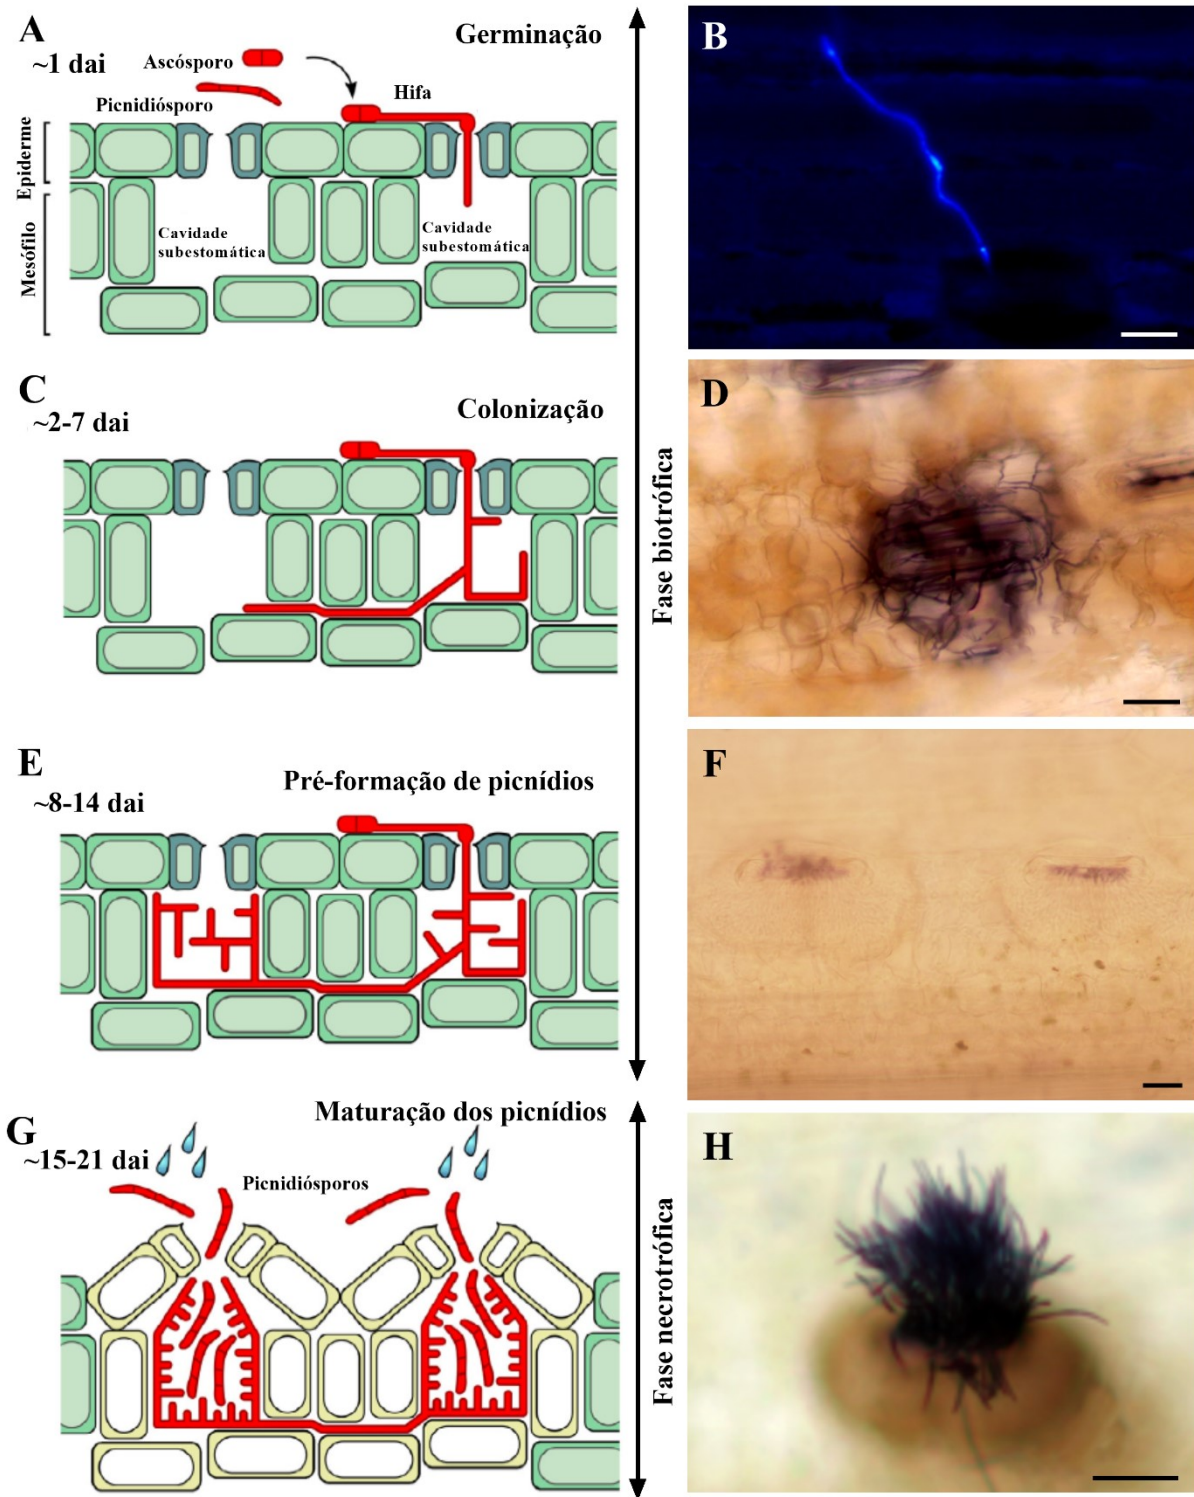 A
~1 dai
Germinação
Ascósporo
Picnidiósporo
Hifa
Epiderme
Mesófilo
Cavidade
subestomática
Cavidade
subestomática
B
C
~2-7 dai
Colonização
D
Fase biotrófica
E
~8-14 dai
Pré-formação de picnídios
F
G
~15-21 dai
Maturação dos picnídios
Picnidiósporos
Fase necrotrófica
H